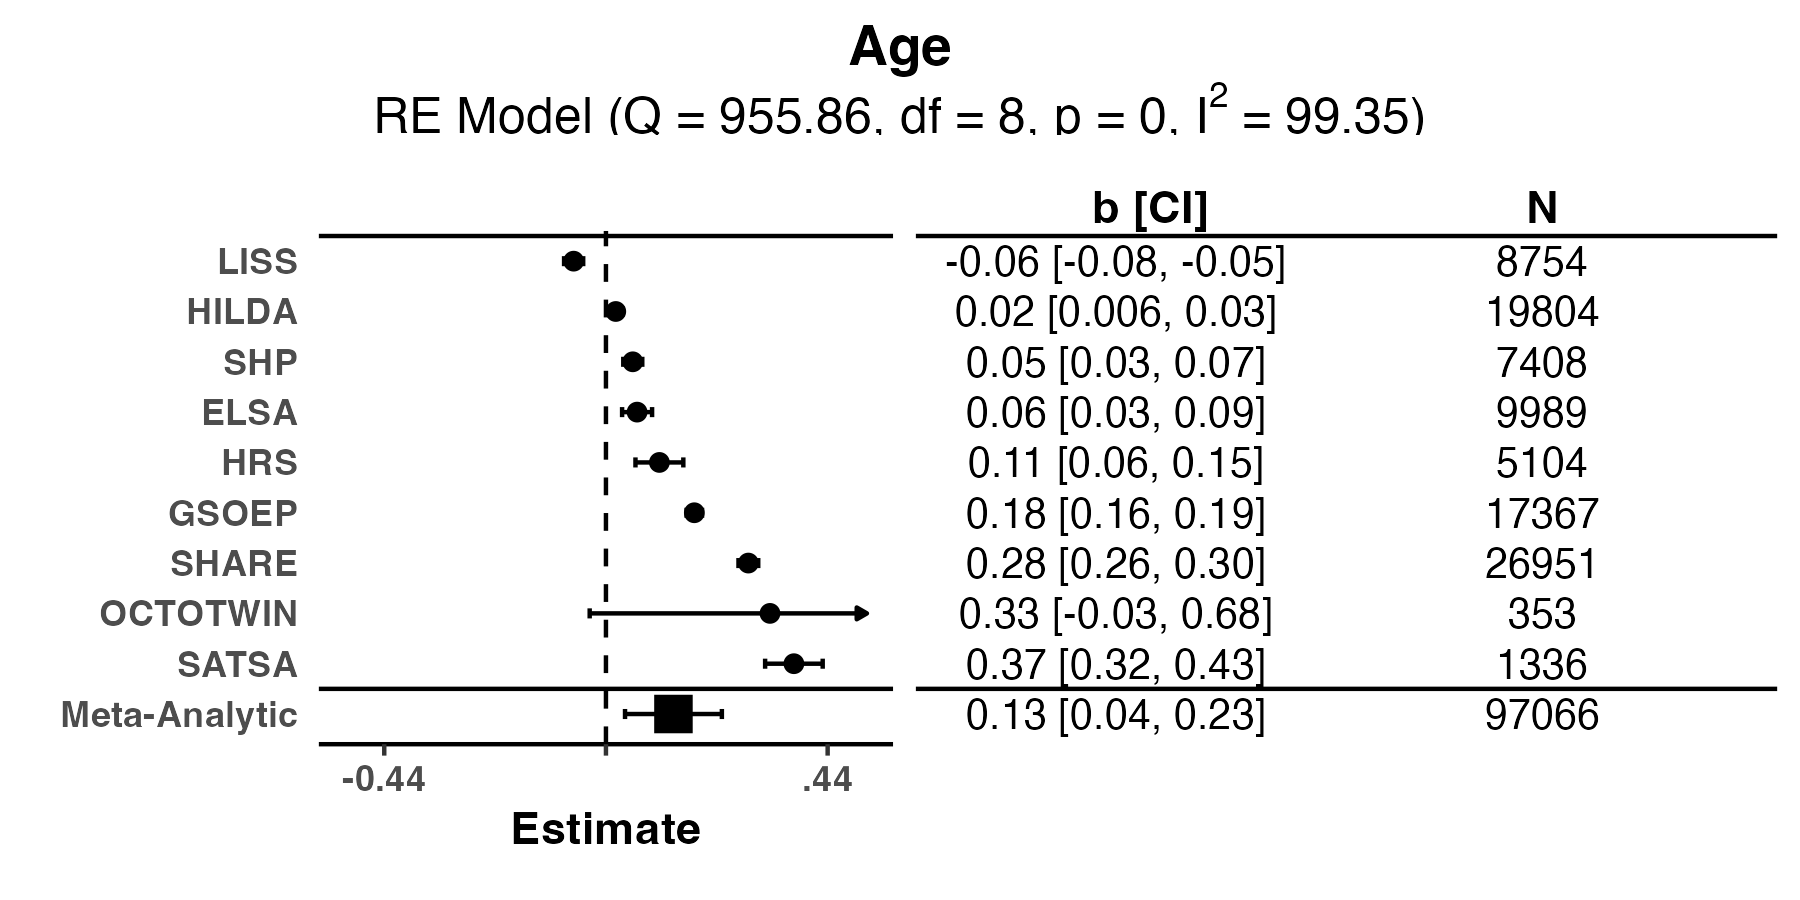 Age
RE Model (Q = 955.86, df = 8, p = 0, I² = 99.35)
b [CI] N
LISS -0.06 [-0.08, -0.05] 8754
HILDA 0.02 [0.006, 0.03] 19804
SHP 0.05 [0.03, 0.07] 7408
ELSA 0.06 [0.03, 0.09] 9989
HRS 0.11 [0.06, 0.15] 5104
GSOEP 0.18 [0.16, 0.19] 17367
SHARE 0.28 [0.26, 0.30] 26951
OCTOTWIN 0.33 [-0.03, 0.68] 353
SATSA 0.37 [0.32, 0.43] 1336
Meta-Analytic 0.13 [0.04, 0.23] 97066
-0.44 .44
Estimate